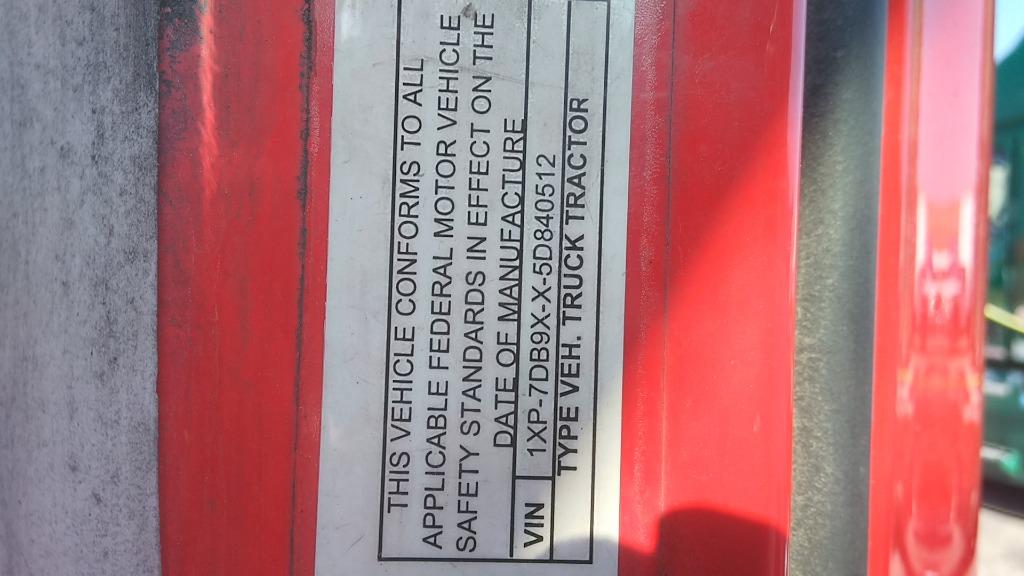 THIS VEHICLE CONFORMS TO ALL
APPLICABLE FEDERAL MOTOR VEHICLE
SAFETY STANDARDS IN EFFECT ON THE
DATE OF MANUFACTURE
VIN 1XP-7DB9X-X-5D840512
TYPE VEH. TRUCK TRACTOR